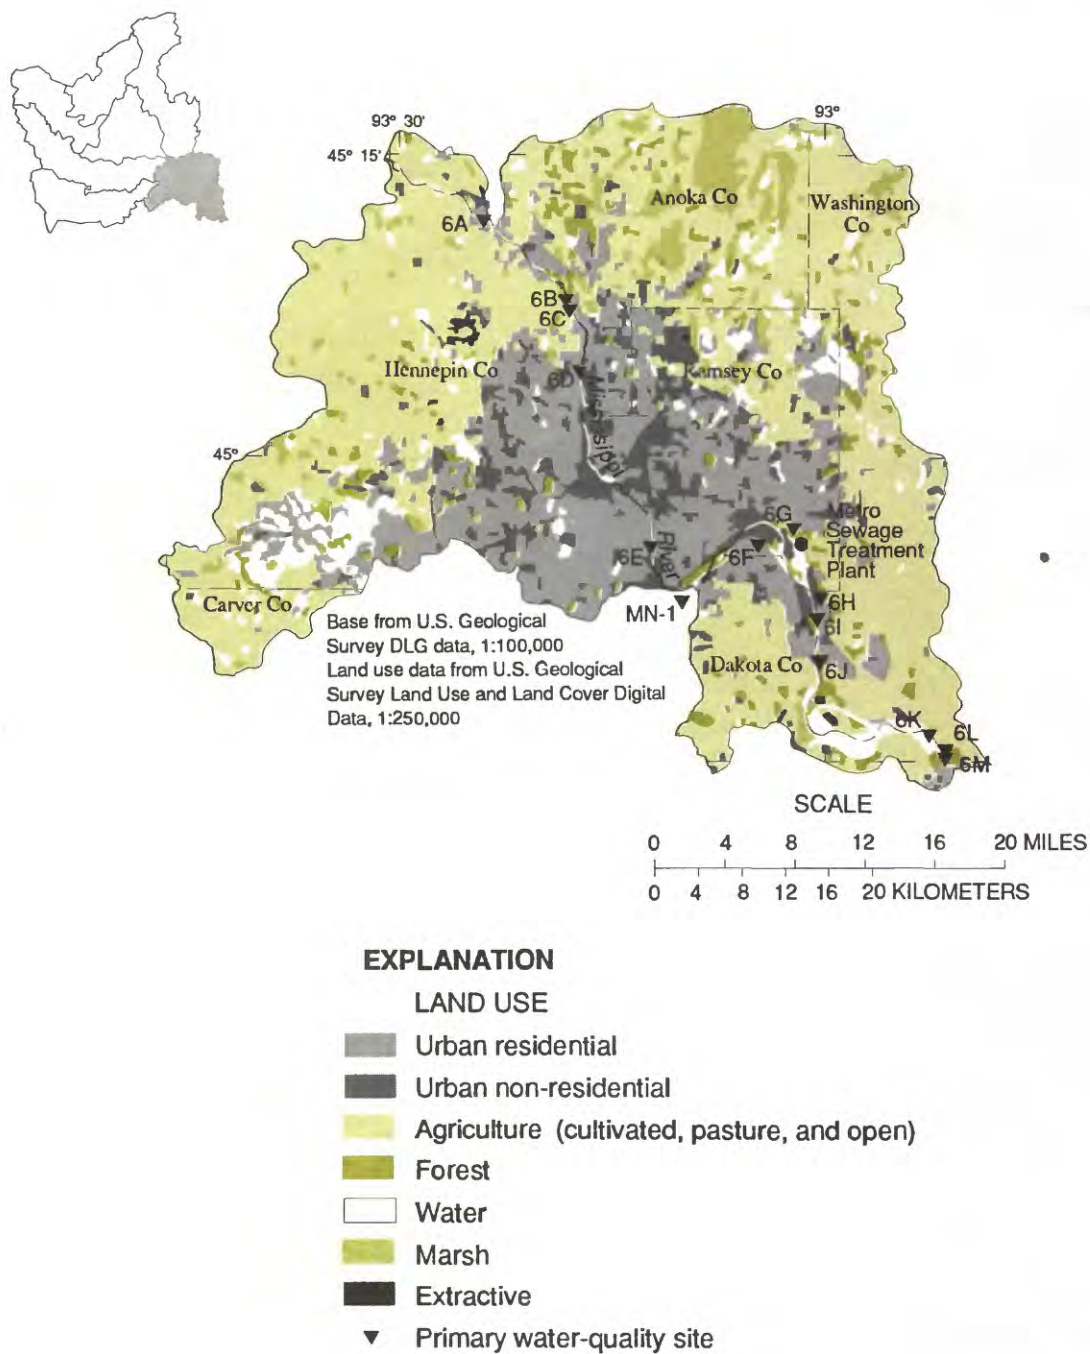 93° 30'
93°
45° 15'
Anoka Co
Washington
Co
6A
6B
6C
Hennepin Co
Ramsey Co
6D
Mississippi
45°
6G
Metro
Sewage
Treatment
Plant
River
6E
6F
Carver Co
MN-1
6H
6I
Base from U.S. Geological
Survey DLG data, 1:100,000
Land use data from U.S. Geological
Survey Land Use and Land Cover Digital
Data, 1:250,000
Dakota Co
6J
6K
6L
6M
SCALE
0 4 8 12 16 20 MILES
0 4 8 12 16 20 KILOMETERS
EXPLANATION
LAND USE
Urban residential
Urban non-residential
Agriculture (cultivated, pasture, and open)
Forest
Water
Marsh
Extractive
Primary water-quality site